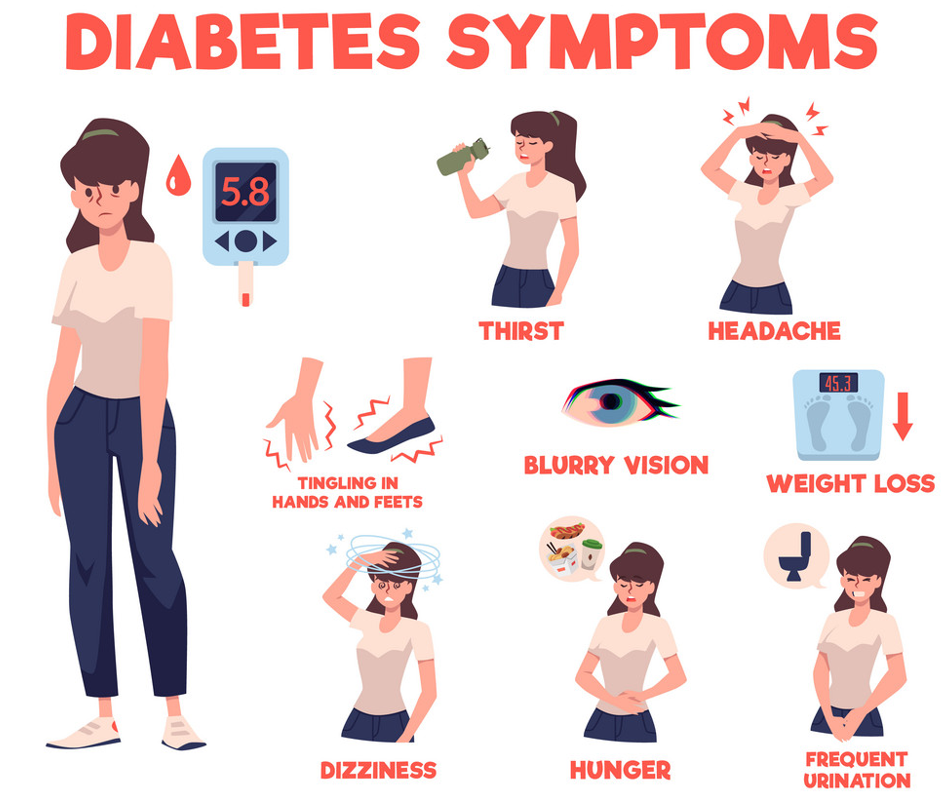 DIABETES SYMPTOMS
5.8
THIRST
HEADACHE
TINGLING IN
HANDS AND FEETS
BLURRY VISION
45.3
WEIGHT LOSS
DIZZINESS
HUNGER
FREQUENT
URINATION